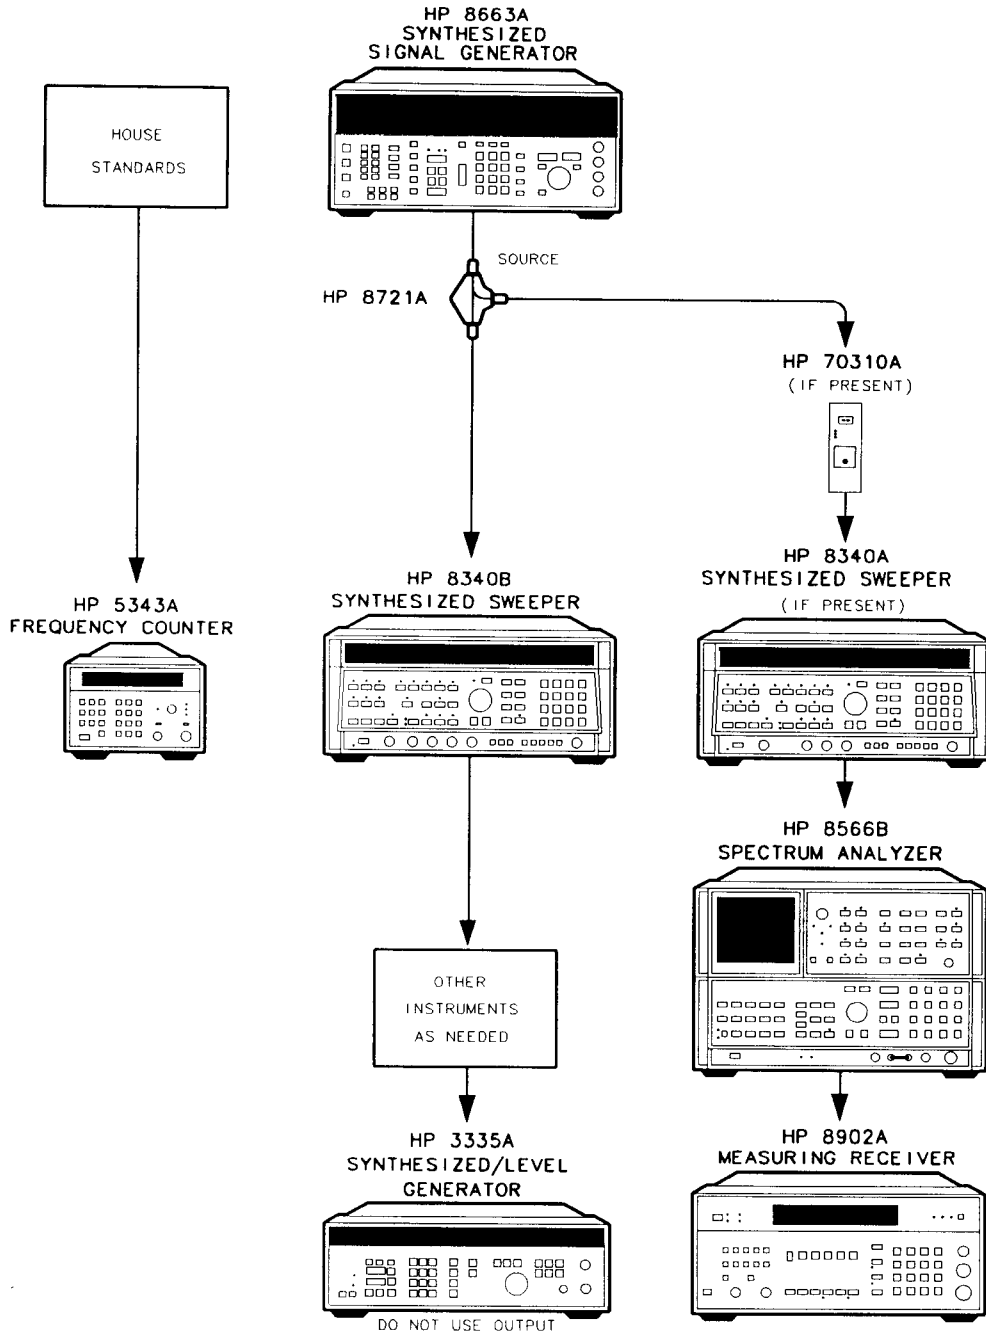 HP 8663A
SYNTHESIZED
SIGNAL GENERATOR
HOUSE
STANDARDS
SOURCE
HP 8721A
HP 70310A
(IF PRESENT)
HP 5343A
FREQUENCY COUNTER
HP 8340B
SYNTHESIZED SWEEPER
HP 8340A
SYNTHESIZED SWEEPER
(IF PRESENT)
HP 8566B
SPECTRUM ANALYZER
OTHER
INSTRUMENTS
AS NEEDED
HP 3335A
SYNTHESIZED/LEVEL
GENERATOR
DO NOT USE OUTPUT
HP 8902A
MEASURING RECEIVER